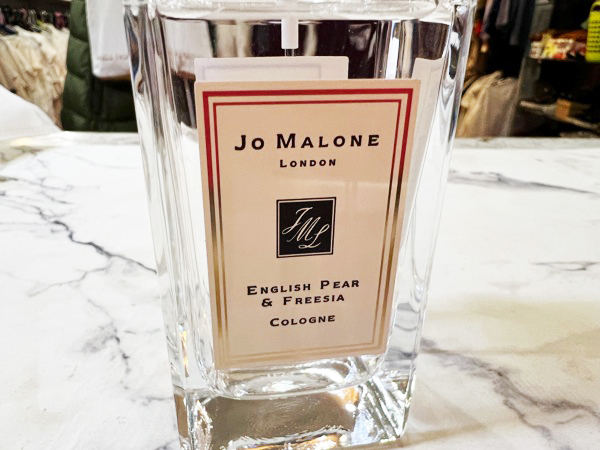 Jo Malone
London
JML
English Pear
& Freesia
Cologne